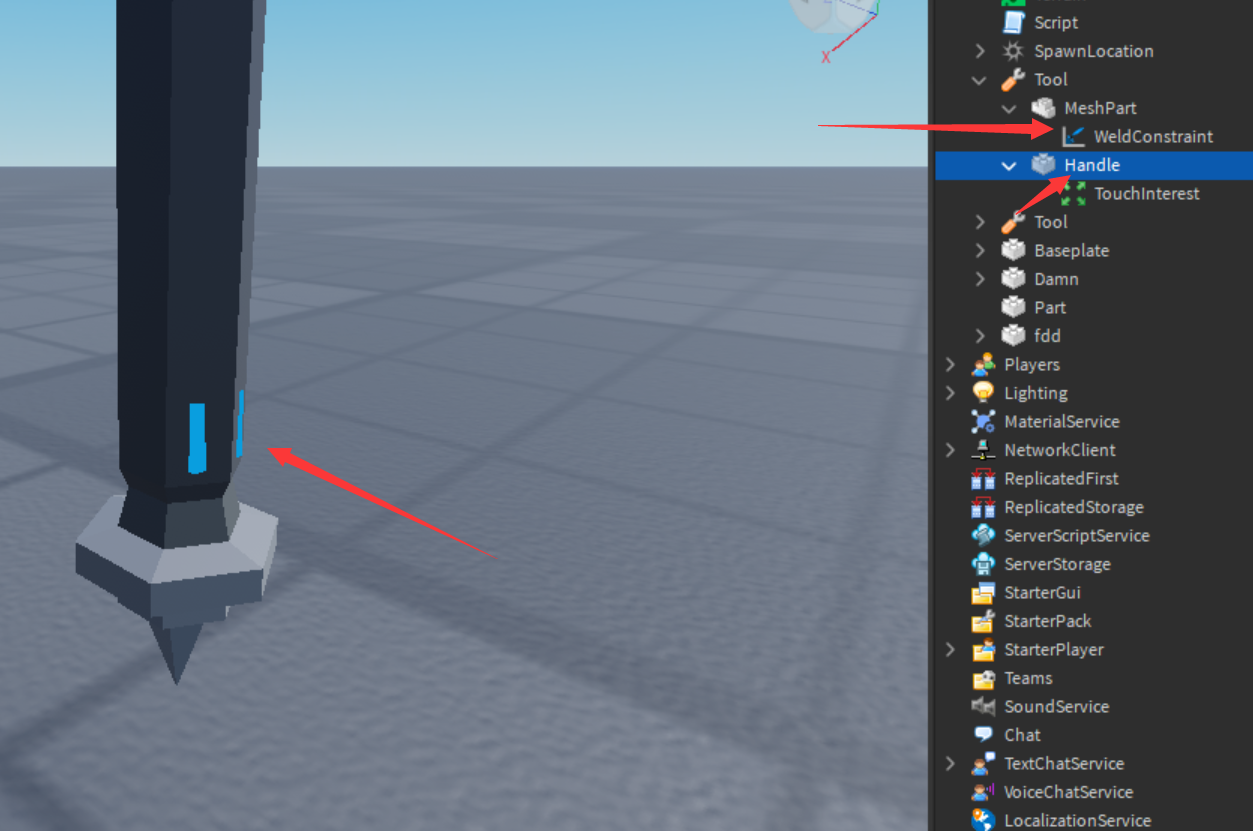 Script
SpawnLocation
Tool
MeshPart
WeldConstraint
Handle
TouchInterest
Tool
Baseplate
Damn
Part
fdd
Players
Lighting
MaterialService
NetworkClient
ReplicatedFirst
ReplicatedStorage
ServerScriptService
ServerStorage
StarterGui
StarterPack
StarterPlayer
Teams
SoundService
Chat
TextChatService
VoiceChatService
LocalizationService
X